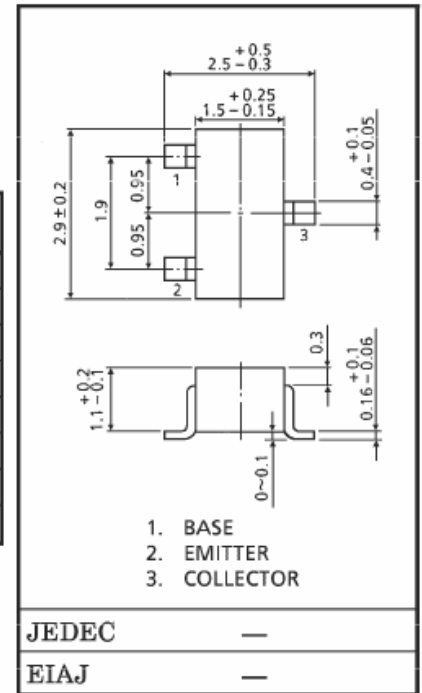 +0.5
2.5 – 0.3
+0.25
1.5 – 0.15
2.9 ± 0.2
1.9
0.95
0.95
1
2
3
+0.1
0.4 – 0.05
+0.2
1.1 – 0.1
0.3
+0.1
0.16 – 0.06
0~0.1
1. BASE
2. EMITTER
3. COLLECTOR
JEDEC —
EIAJ —